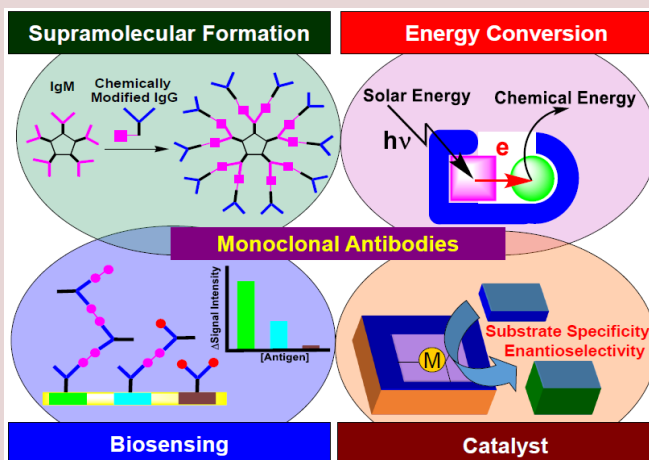 Supramolecular Formation
Energy Conversion
IgM
Chemically
Modified IgG
Solar Energy
Chemical Energy
hν
e
Monoclonal Antibodies
ΔSignal Intensity
[Antigen]
Substrate Specificity
Enantioselectivity
M
Biosensing
Catalyst